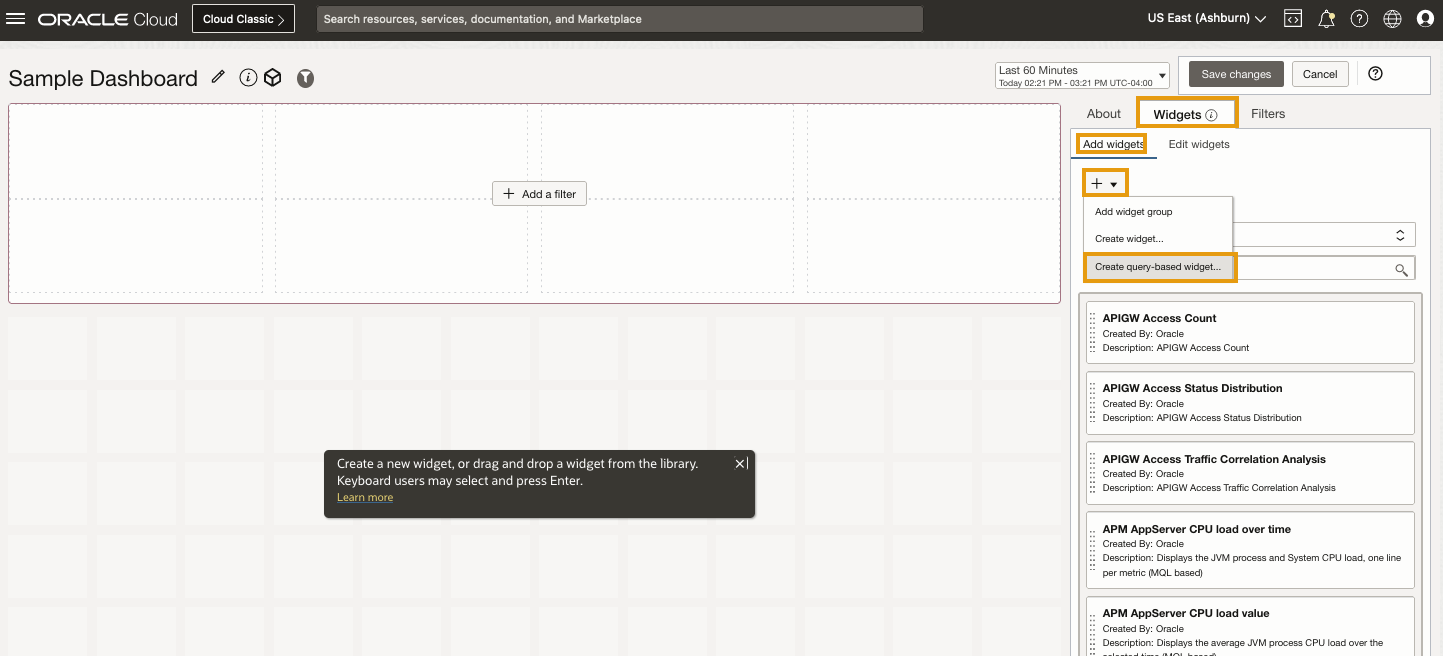 ORACLE Cloud
Cloud Classic
Search resources, services, documentation, and Marketplace
US East (Ashburn)
Sample Dashboard
Last 60 Minutes
Today 02:21 PM - 03:21 PM UTC-04:00
Save changes
Cancel
About
Widgets
Filters
Add widgets
Edit widgets
Add widget group
Create widget...
Create query-based widget...
Add a filter
APIGW Access Count
Created By: Oracle
Description: APIGW Access Count
APIGW Access Status Distribution
Created By: Oracle
Description: APIGW Access Status Distribution
APIGW Access Traffic Correlation Analysis
Created By: Oracle
Description: APIGW Access Traffic Correlation Analysis
APM AppServer CPU load over time
Created By: Oracle
Description: Displays the JVM process and System CPU load, one line
per metric (MQL based)
APM AppServer CPU load value
Created By: Oracle
Description: Displays the average JVM process CPU load over the
selected time (MQL based)
Create a new widget, or drag and drop a widget from the library.
Keyboard users may select and press Enter.
Learn more